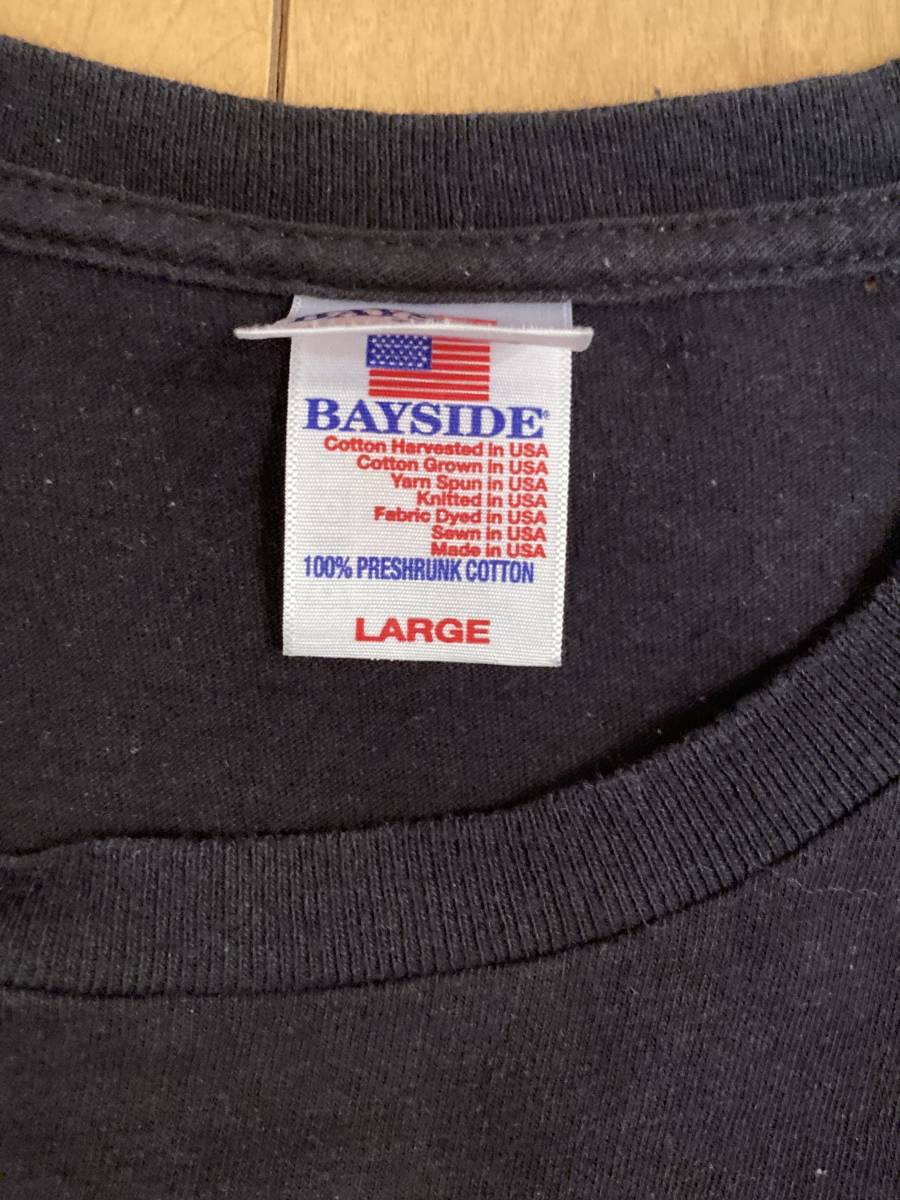 BAYSIDE®
Cotton Harvested in USA
Cotton Grown in USA
Yarn Spun in USA
Knitted in USA
Fabric Dyed in USA
Sewn in USA
Made in USA
100% PRESHRUNK COTTON
LARGE